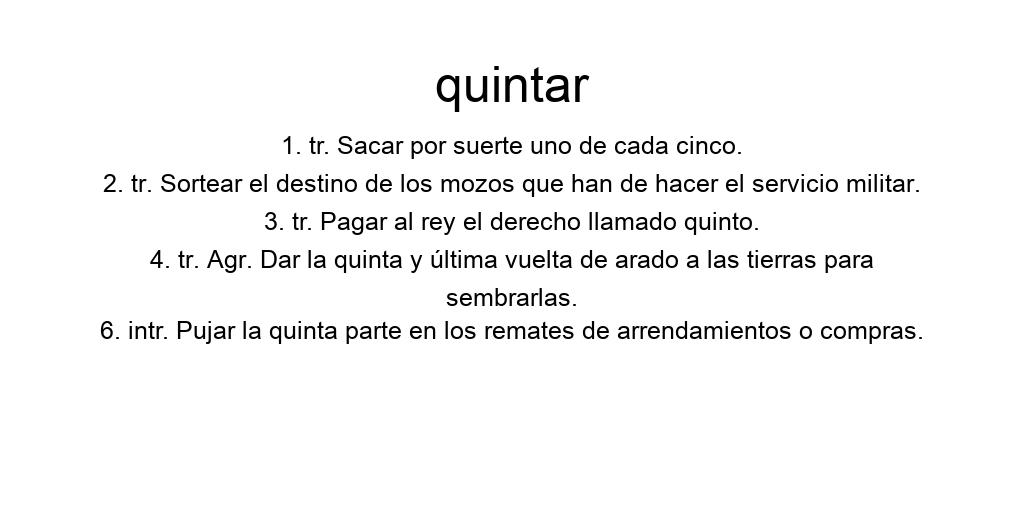 quintar
1. tr. Sacar por suerte uno de cada cinco.
2. tr. Sortear el destino de los mozos que han de hacer el servicio militar.
3. tr. Pagar al rey el derecho llamado quinto.
4. tr. Agr. Dar la quinta y última vuelta de arado a las tierras para
sembrarlas.
6. intr. Pujar la quinta parte en los remates de arrendamientos o compras.